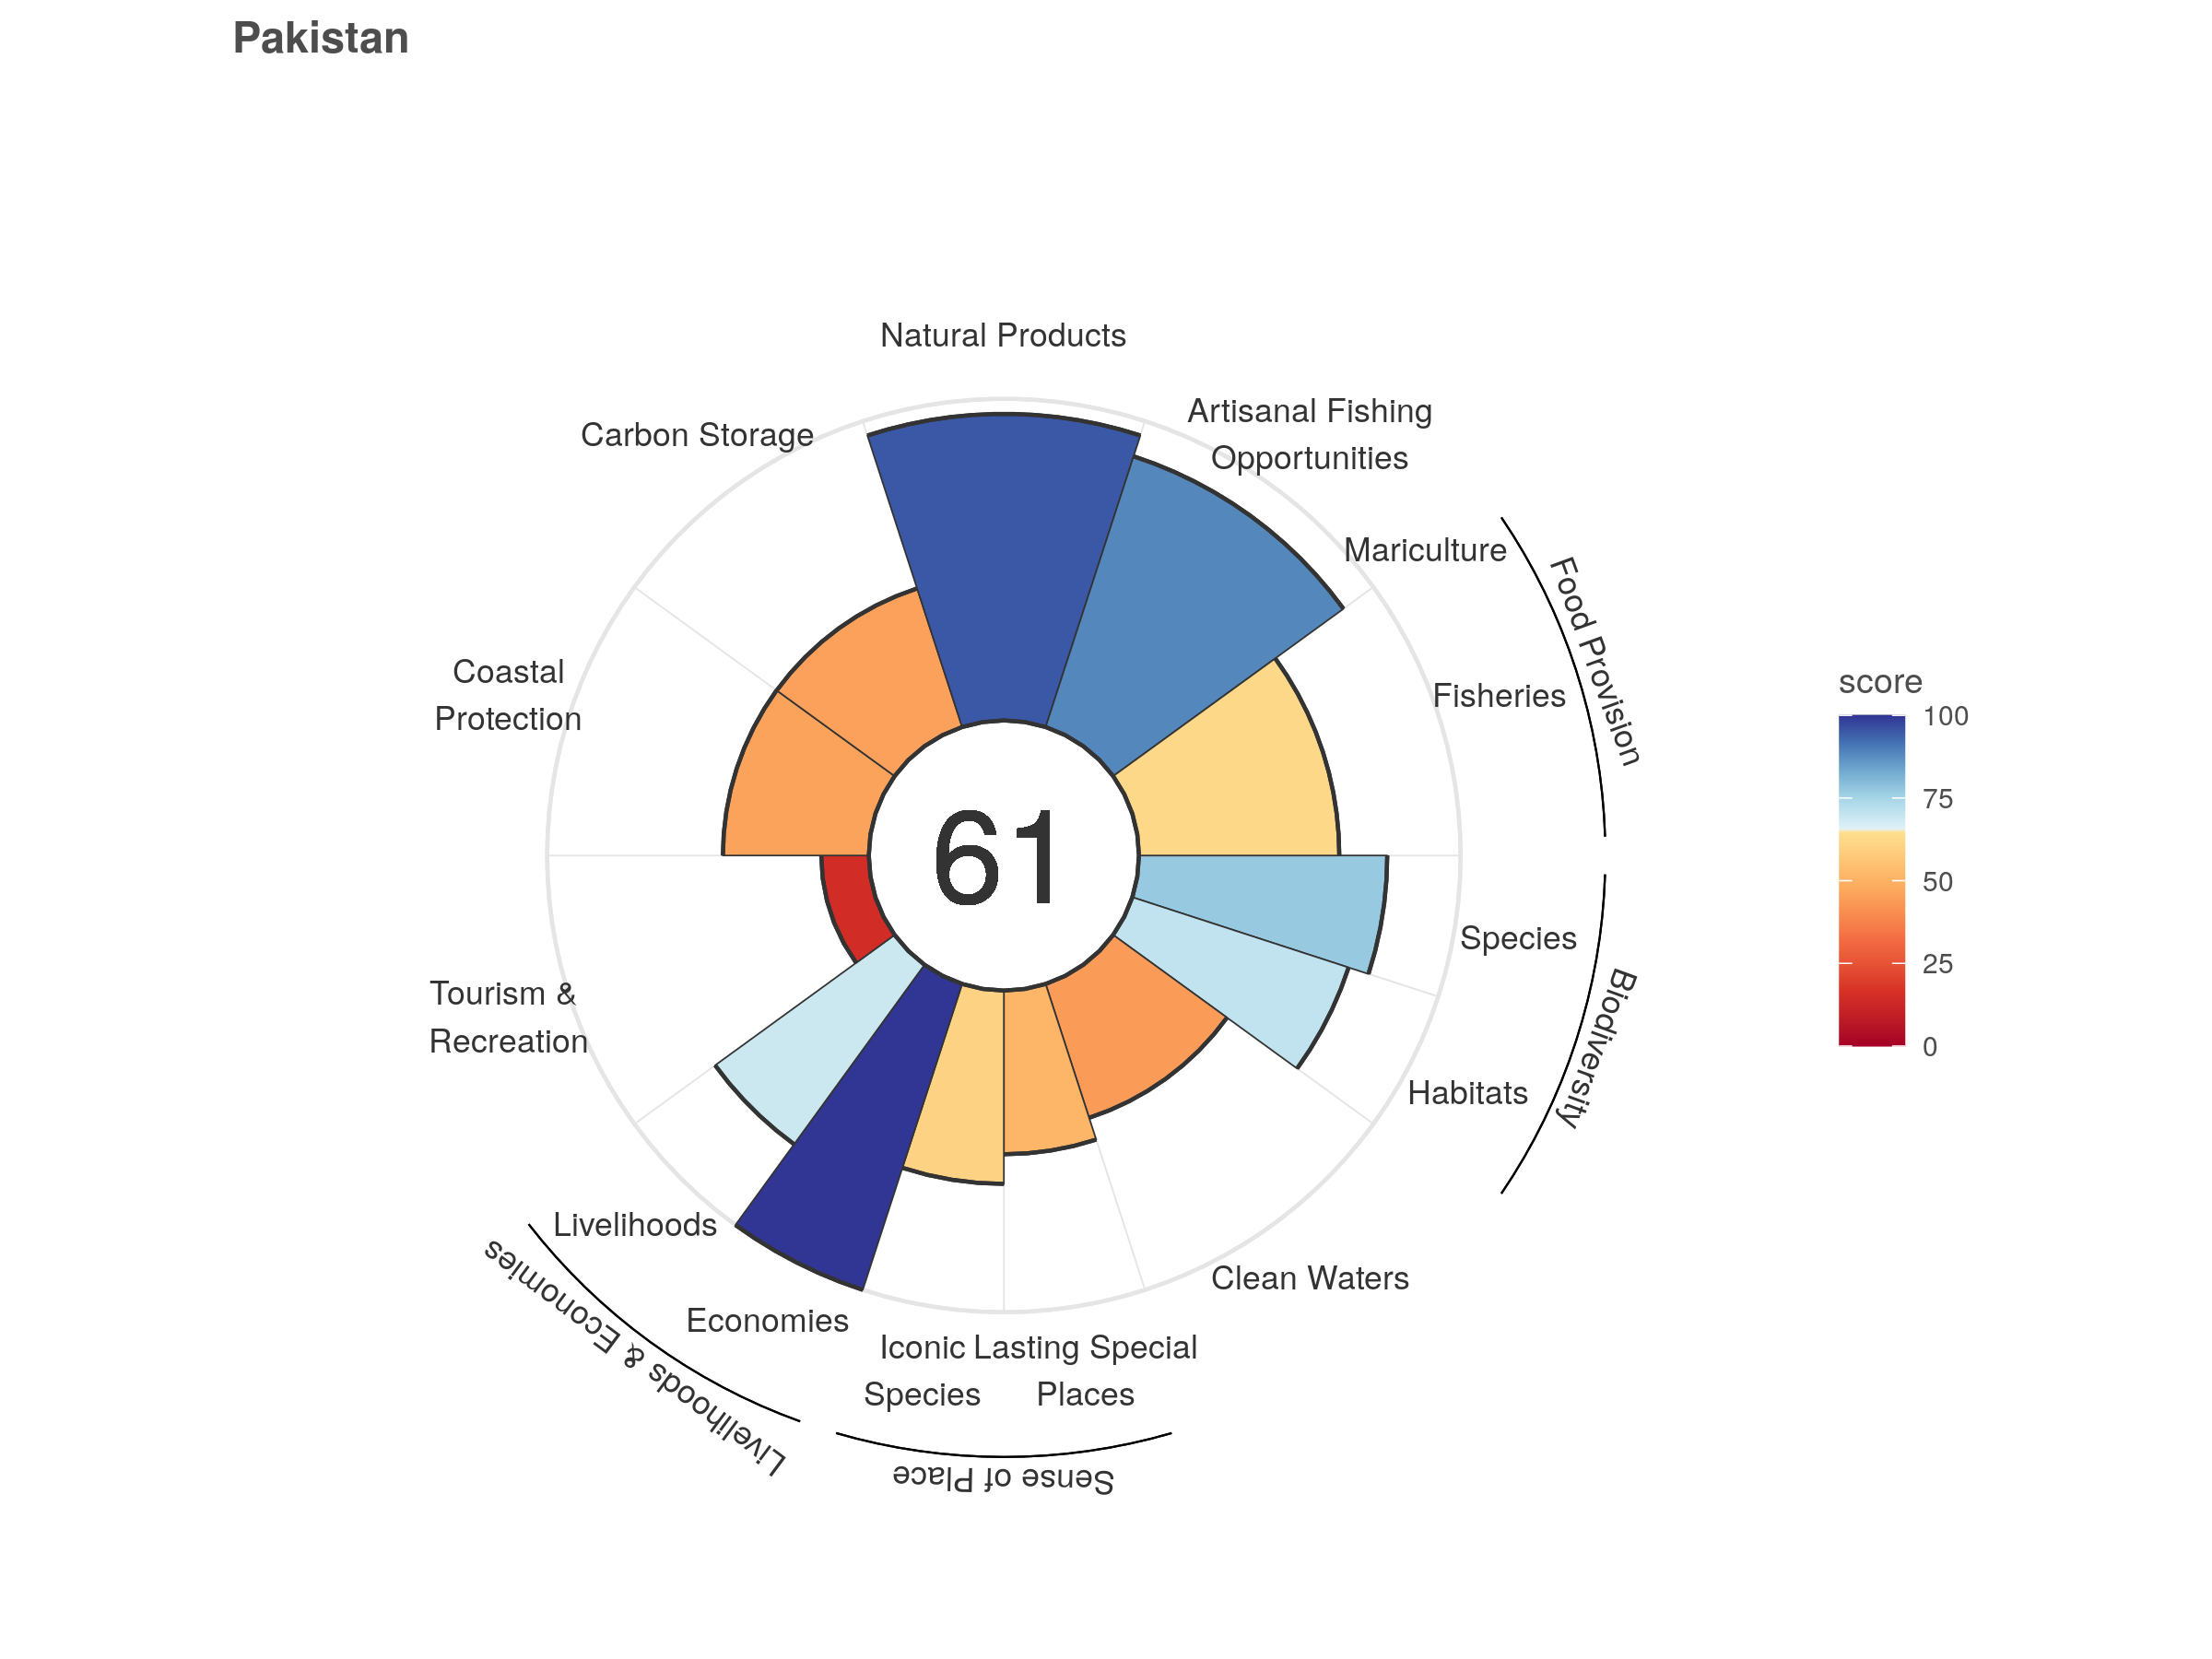 Pakistan
Natural Products
Artisanal Fishing
Opportunities
Carbon Storage
Mariculture
Food Provision
Fisheries
Coastal
Protection
score
100
75
50
25
0
61
Species
Biodiversity
Habitats
Tourism &
Recreation
Livelihoods
Livelihoods & Economies
Economies
Clean Waters
Iconic
Species
Lasting Special
Places
Sense of Place